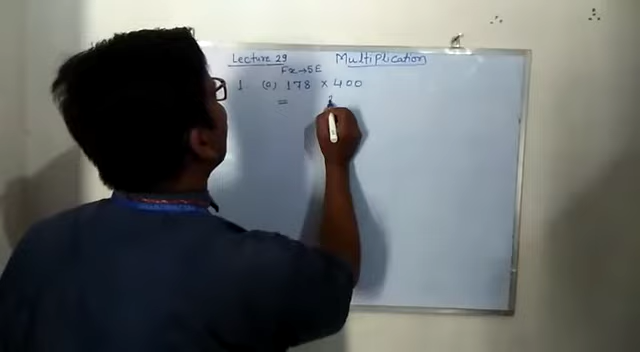 Lecture 29 Multiplication
Ex → 5E
1. (a) 178 × 400
=